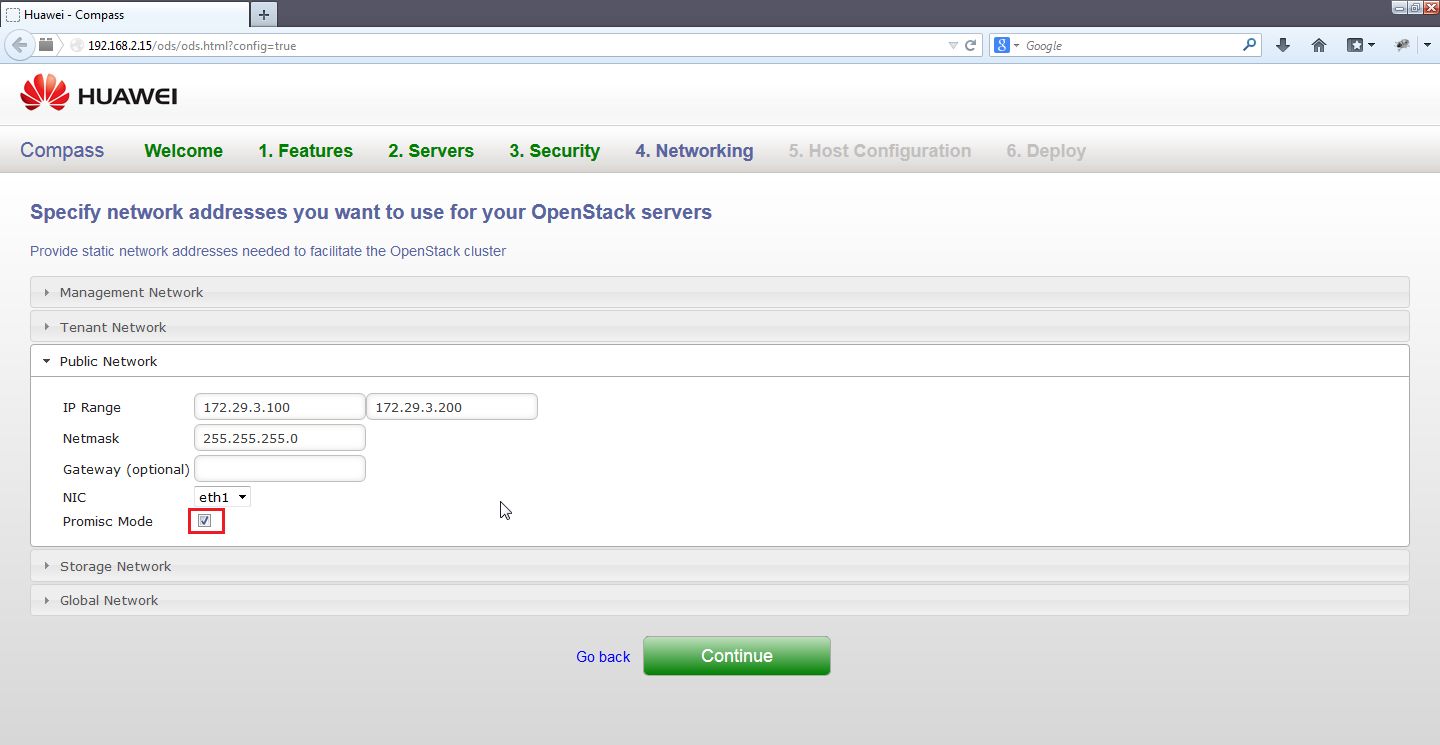 Huawei - Compass
192.168.2.15/ods/ods.html?config=true
8
Google
HUAWEI
Compass Welcome 1. Features 2. Servers 3. Security 4. Networking 5. Host Configuration 6. Deploy
Specify network addresses you want to use for your OpenStack servers
Provide static network addresses needed to facilitate the OpenStack cluster
Management Network
Tenant Network
Public Network
IP Range 172.29.3.100 172.29.3.200
Netmask 255.255.255.0
Gateway (optional)
NIC eth1
Promisc Mode
Storage Network
Global Network
Go back Continue